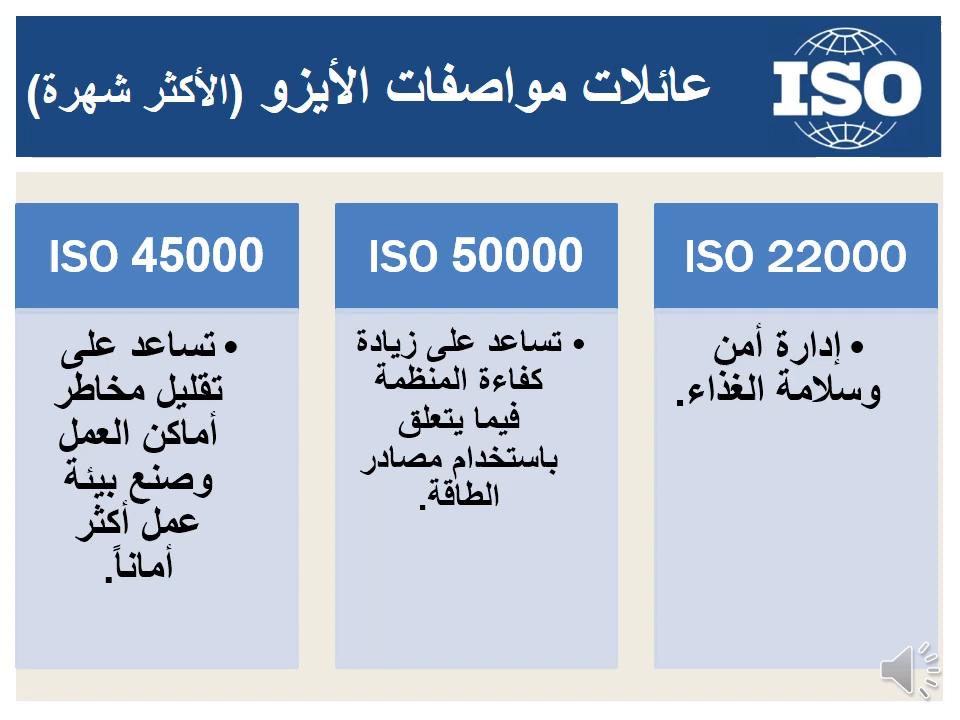 عائلات مواصفات الأيزو (الأكثر شهرة)
ISO
ISO 22000
• إدارة أمن
وسلامة الغذاء.
ISO 50000
• تساعد على زيادة
كفاءة المنظمة
فيما يتعلق
باستخدام مصادر
الطاقة.
ISO 45000
• تساعد على
تقليل مخاطر
أماكن العمل
وصنع بيئة
عمل أكثر
أماناً.